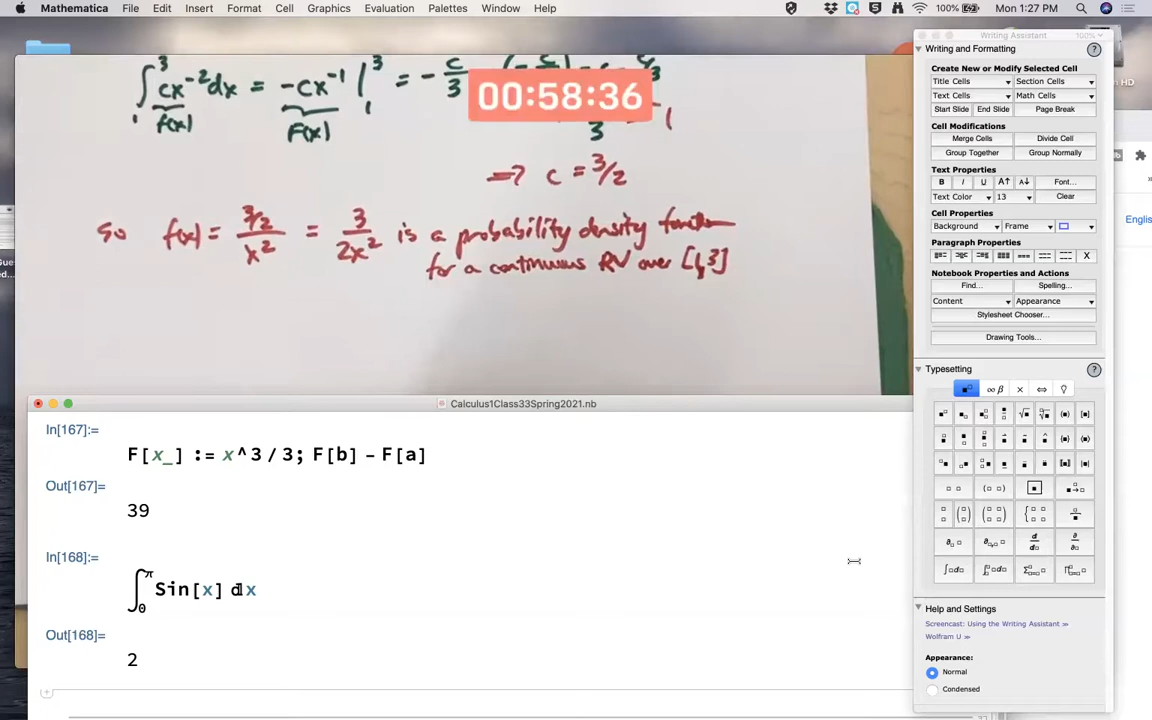 Mathematica File Edit Insert Format Cell Graphics Evaluation Palettes Window Help 100% Mon 1:27 PM
Writing Assistant 100%
∫₁³ cx⁻²dx = -cx⁻¹ |₁³ = - c/3
f(x) F(x)
00:58:36
3
⇒ c = 3/2
So f(x) = (3/2)/x² = 3/(2x²) is a probability density function
for a continuous RV over [1,3]
Calculus1Class33Spring2021.nb
In[167]:=
F[x_] := x^3 / 3; F[b] - F[a]
Out[167]=
39
In[168]:=
∫₀^π Sin[x] dx
Out[168]=
2
Writing and Formatting ?
Create New or Modify Selected Cell
Title Cells Section Cells
Text Cells Math Cells
Start Slide End Slide Page Break
Cell Modifications
Merge Cells Divide Cell
Group Together Group Normally
Text Properties
B I U A↑ A↓ Font...
Text Color 13 Clear
Cell Properties
Background Frame
Paragraph Properties
X
Notebook Properties and Actions
Find... Spelling...
Content Appearance
Stylesheet Chooser...
Drawing Tools...
Typesetting ?
∞ β × ⇔
Help and Settings
Screencast: Using the Writing Assistant ≫
Wolfram U ≫
Appearance:
Normal
Condensed
English